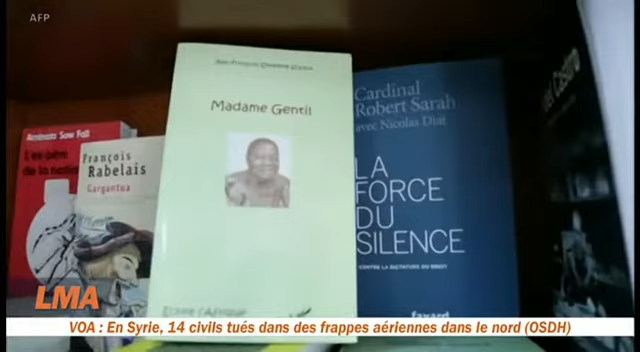 AFP
Aminata Sow Fall
de la nation
François
Rabelais
Gargantua
Madame Gentil
Cardinal
Robert Sarah
avec Nicolas Diat
LA
FORCE
DU
SILENCE
CONTRE LA DICTATURE DU BRUIT
fayard
Castro
LMA
VOA : En Syrie, 14 civils tués dans des frappes aériennes dans le nord (OSDH)